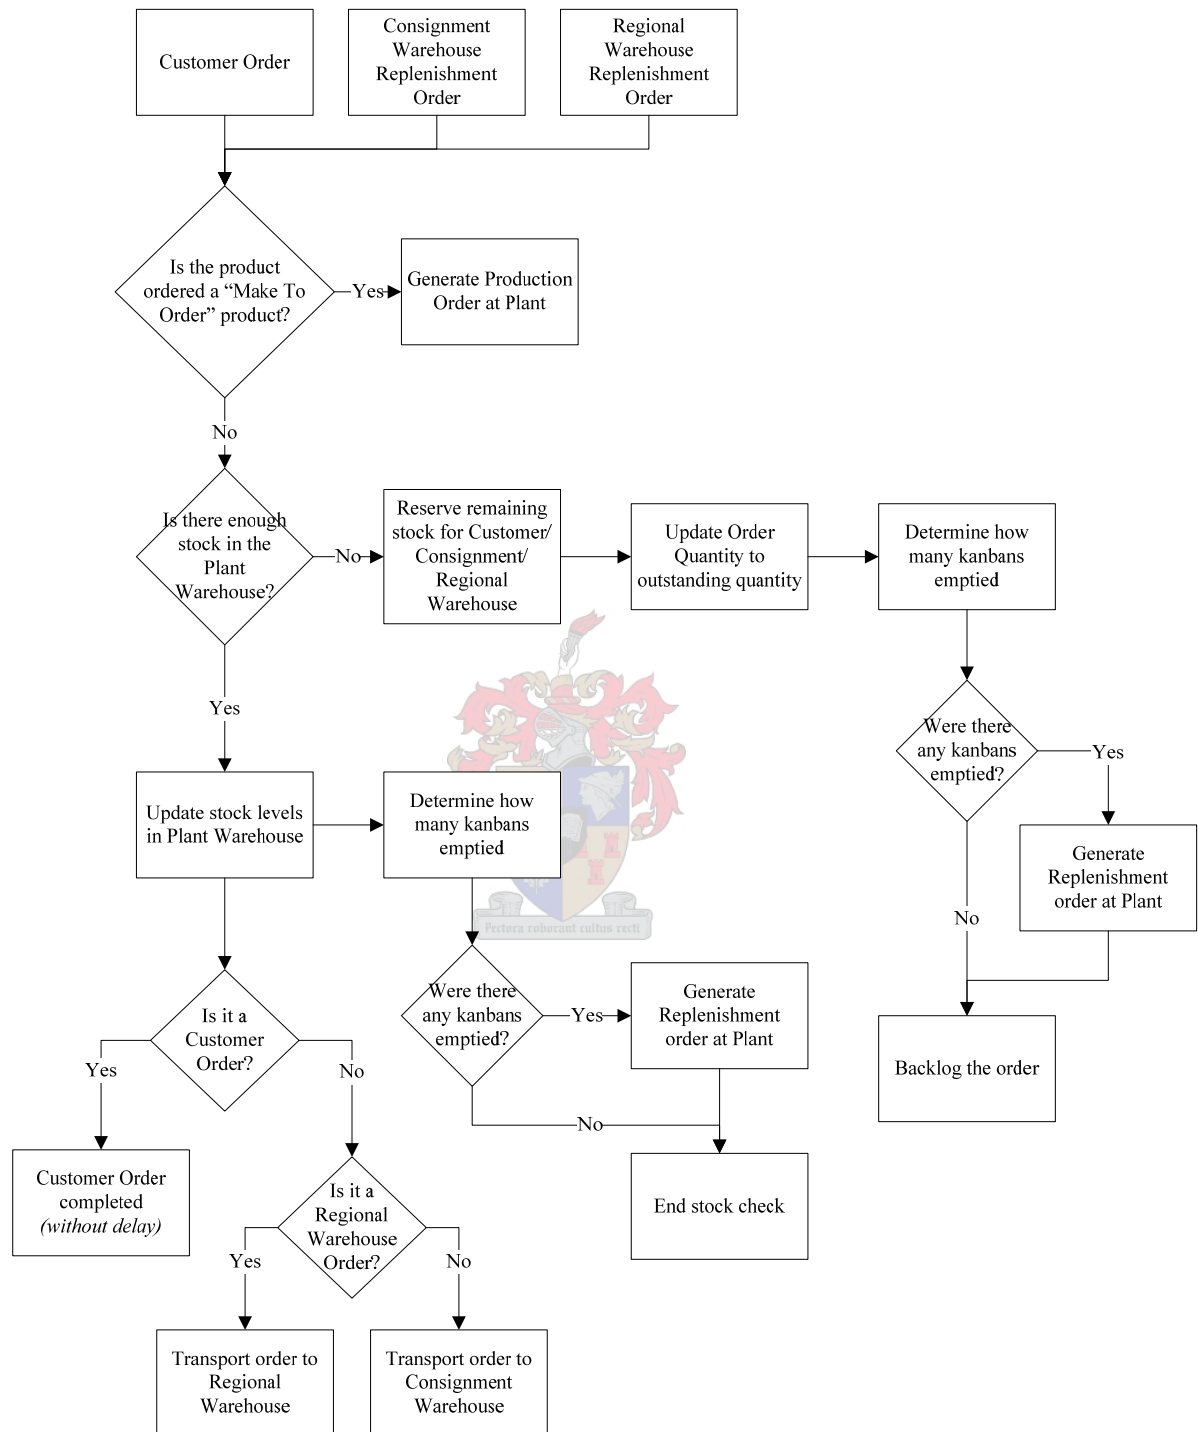 Customer Order
Consignment
Warehouse
Replenishment
Order
Regional
Warehouse
Replenishment
Order
Is the product
ordered a “Make To
Order” product?
Yes
Generate Production
Order at Plant
No
Is there enough
stock in the
Plant
Warehouse?
No
Reserve remaining
stock for Customer/
Consignment/
Regional
Warehouse
Update Order
Quantity to
outstanding quantity
Determine how
many kanbans
emptied
Yes
Were there
any kanbans
emptied?
Yes
Generate
Replenishment
order at Plant
No
Backlog the order
Update stock levels
in Plant Warehouse
Determine how
many kanbans
emptied
Pectora roborant cultus recti
Were there
any kanbans
emptied?
Yes
Generate
Replenishment
order at Plant
No
End stock check
Is it a
Customer
Order?
Yes
No
Customer Order
completed
(without delay)
Is it a
Regional
Warehouse
Order?
Yes
No
Transport order to
Regional
Warehouse
Transport order to
Consignment
Warehouse